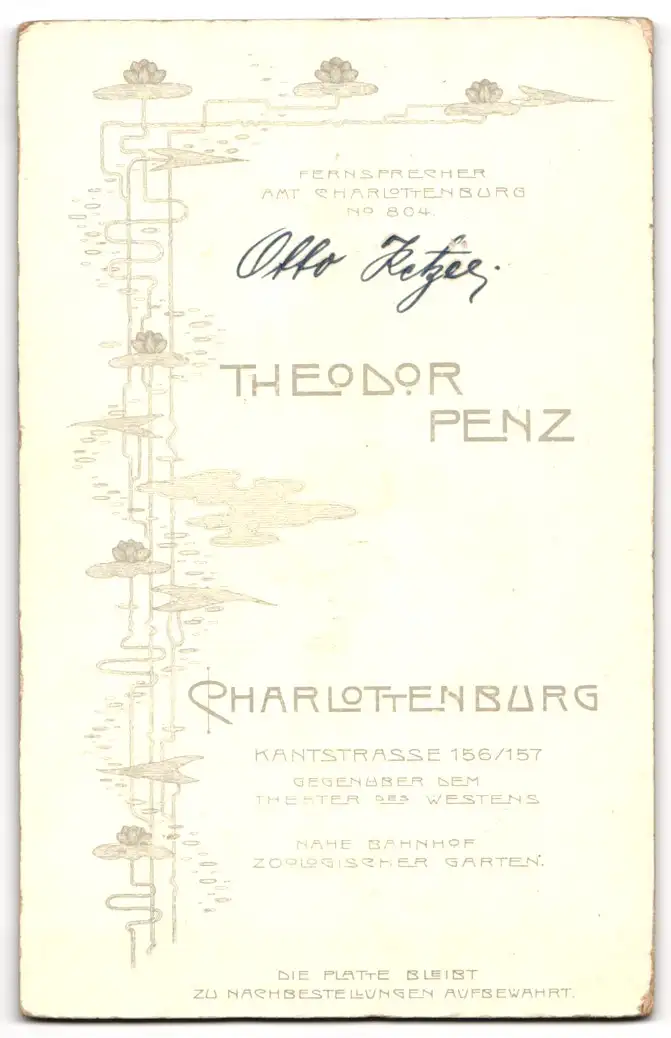 FERNSPRECHER
AMT CHARLOTTENBURG
No 804.
Otto
THEODOR
PENZ
CHARLOTTENBURG
KANTSTRASSE 156/157
GEGENÜBER DEM
THEATER DES WESTENS
NAHE BAHNHOF
ZOOLOGISCHER GARTEN.
DIE PLATTE BLEIBT
ZU NACHBESTELLUNGEN AUFBEWAHRT.